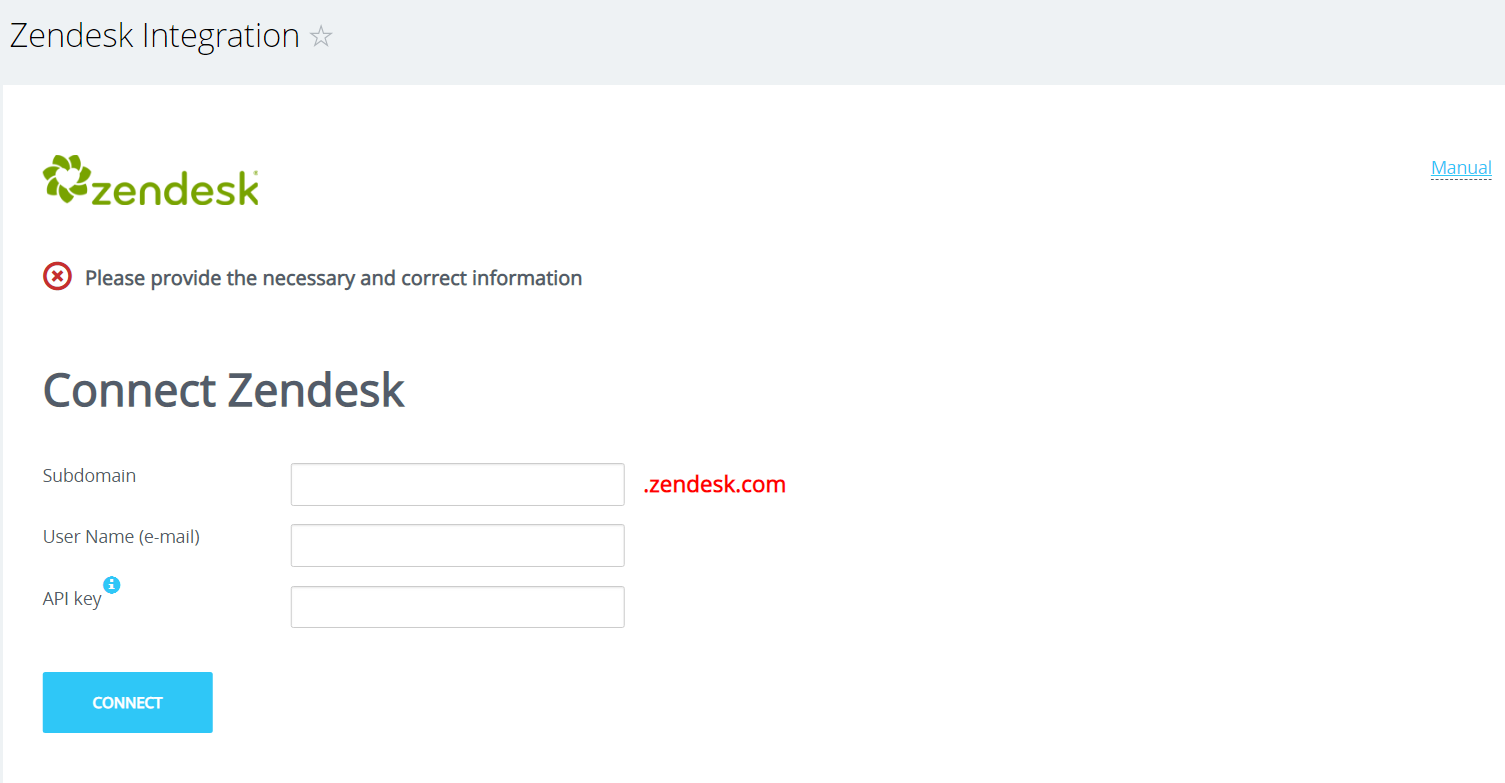 Zendesk Integration
zendesk
Manual
Please provide the necessary and correct information
Connect Zendesk
Subdomain
.zendesk.com
User Name (e-mail)
API key
CONNECT